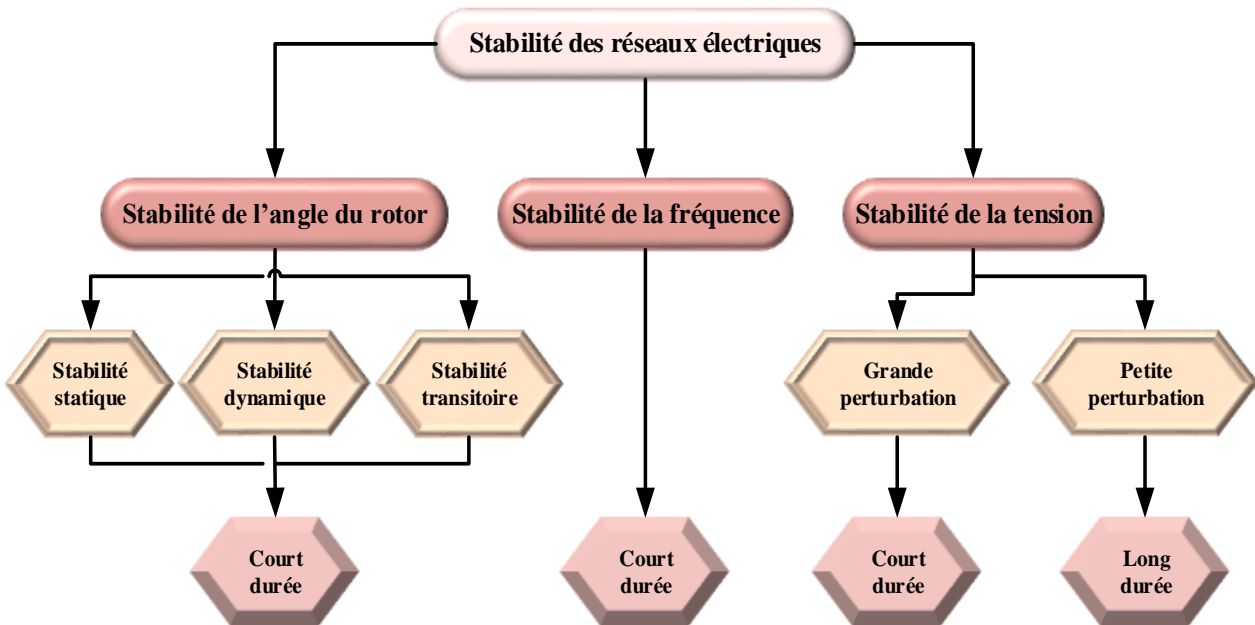 Stabilité des réseaux électriques
Stabilité de l’angle du rotor
Stabilité de la fréquence
Stabilité de la tension
Stabilité
statique
Stabilité
dynamique
Stabilité
transitoire
Grande
perturbation
Petite
perturbation
Court
durée
Court
durée
Court
durée
Long
durée